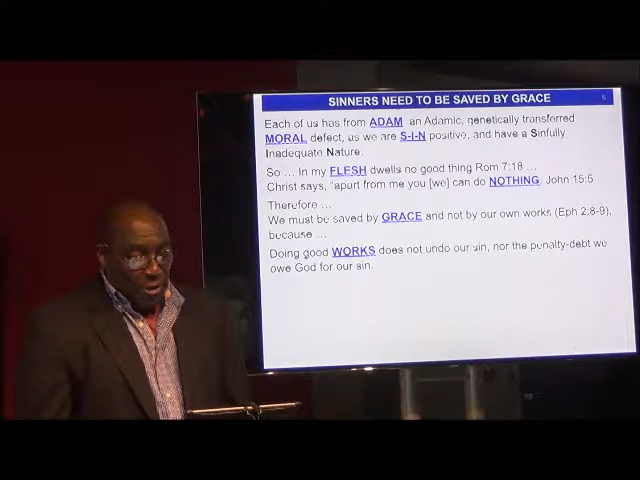 SINNERS NEED TO BE SAVED BY GRACE 6
Each of us has from ADAM an Adamic, genetically transferred
MORAL defect, as we are S-I-N positive, and have a Sinfully
Inadequate Nature.
So … In my FLESH dwells no good thing Rom 7:18 …
Christ says, "apart from me you [we] can do NOTHING. John 15:5
Therefore …
We must be saved by GRACE and not by our own works (Eph 2:8-9),
because …
Doing good WORKS does not undo our sin, nor the penalty-debt we
owe God for our sin.